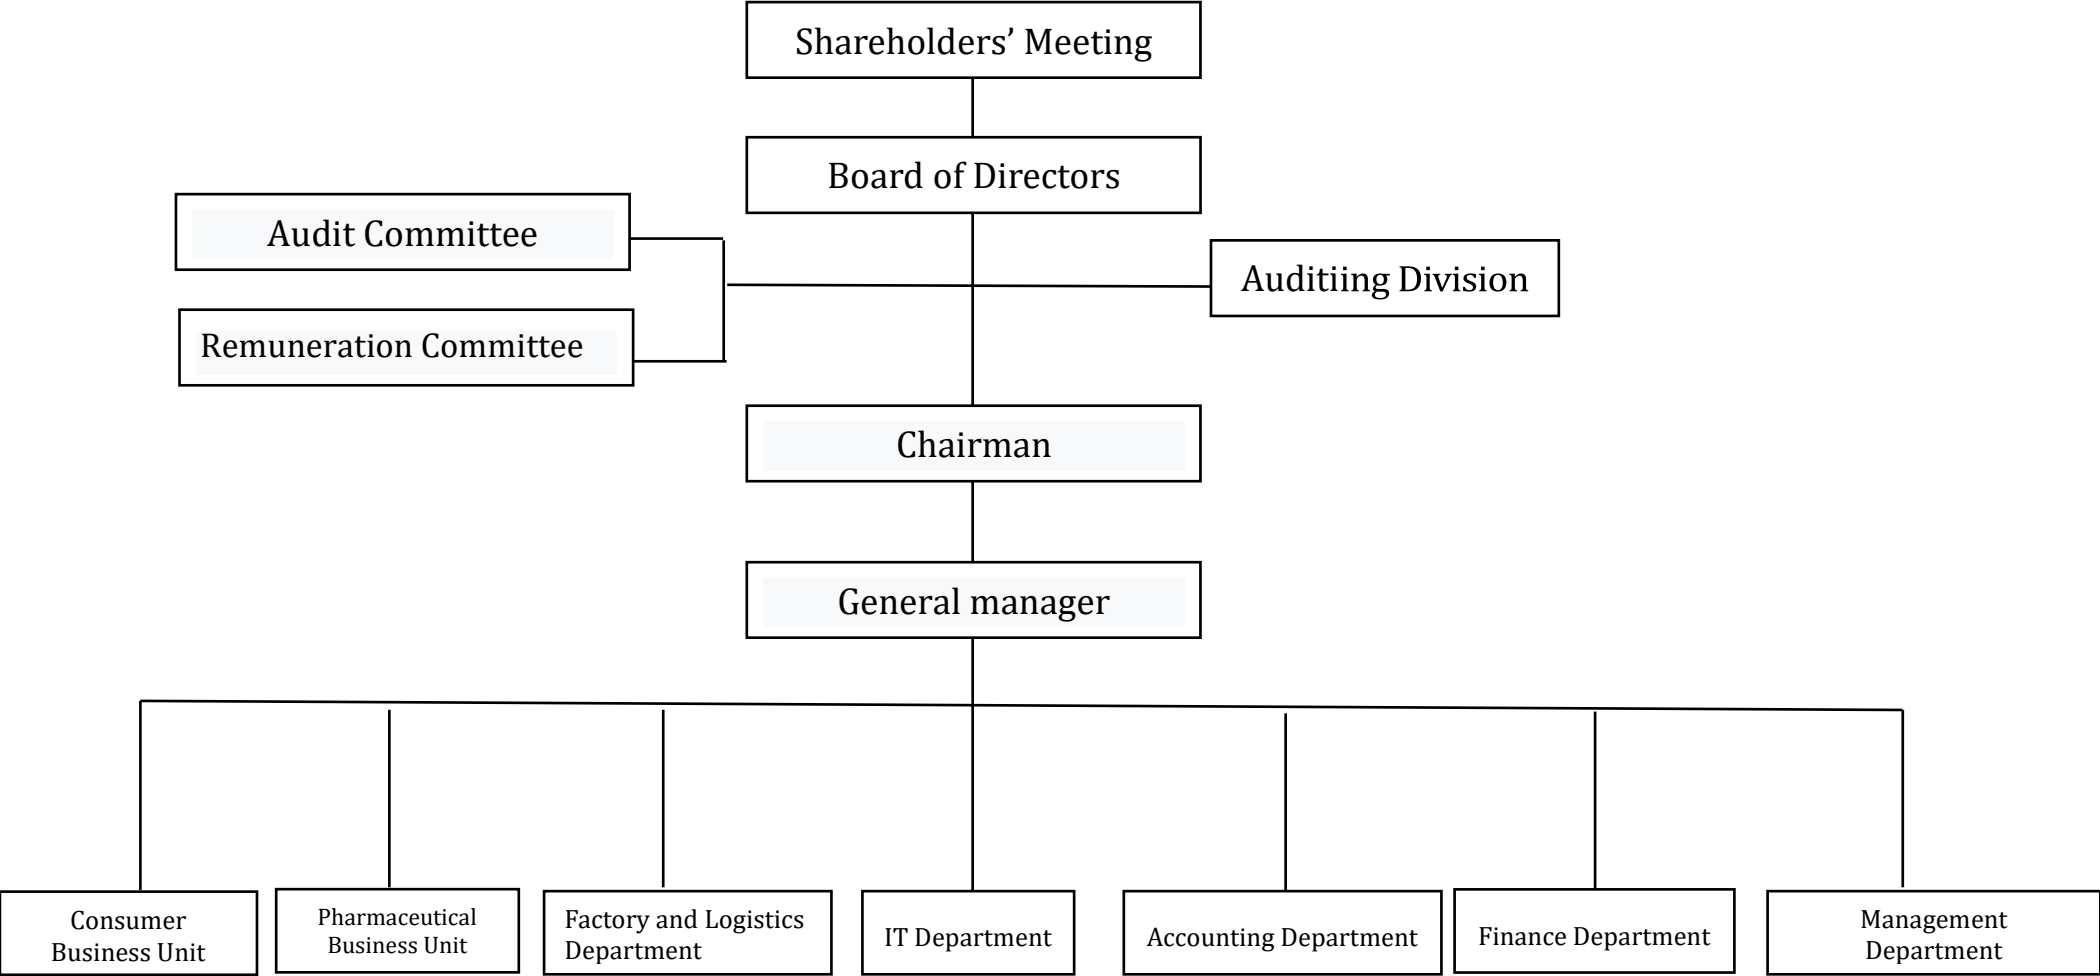 Shareholders’ Meeting
Board of Directors
Audit Committee
Auditiing Division
Remuneration Committee
Chairman
General manager
Consumer
Business Unit
Pharmaceutical
Business Unit
Factory and Logistics
Department
IT Department
Accounting Department
Finance Department
Management
Department